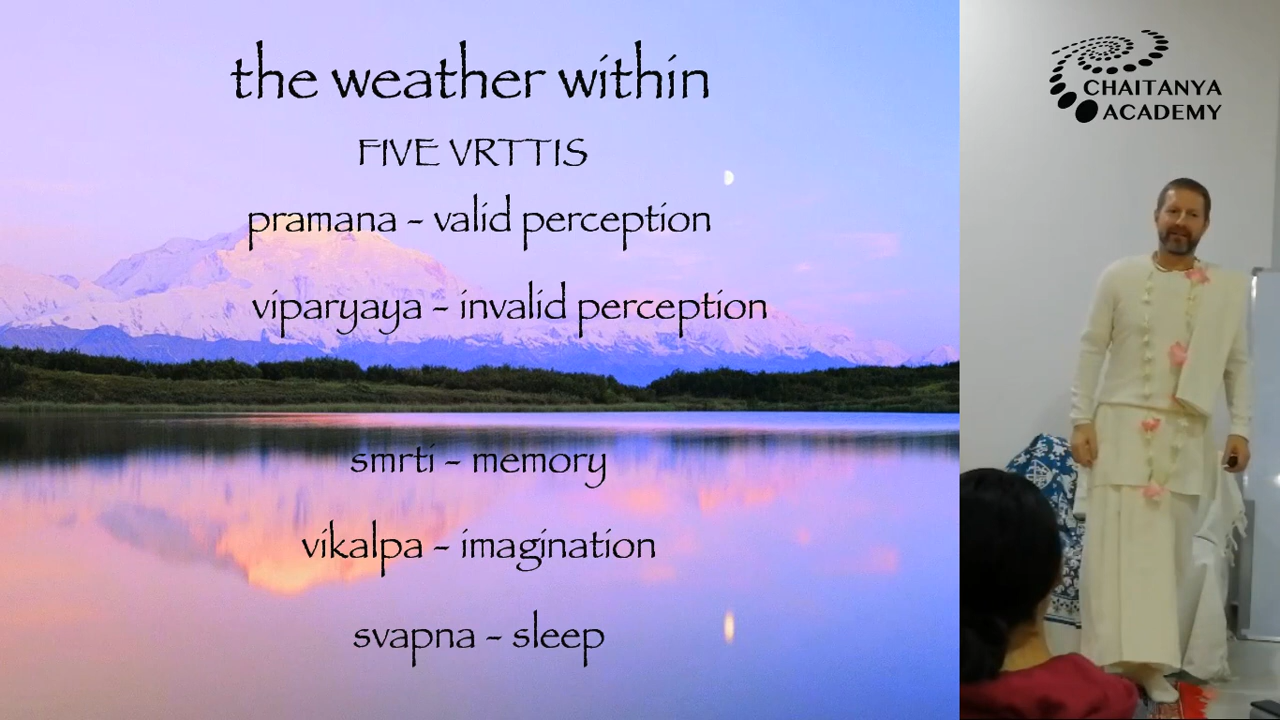 the weather within
FIVE VRTTIS
pramana - valid perception
viparyaya - invalid perception
smrti - memory
vikalpa - imagination
svapna - sleep
CHAITANYA
ACADEMY